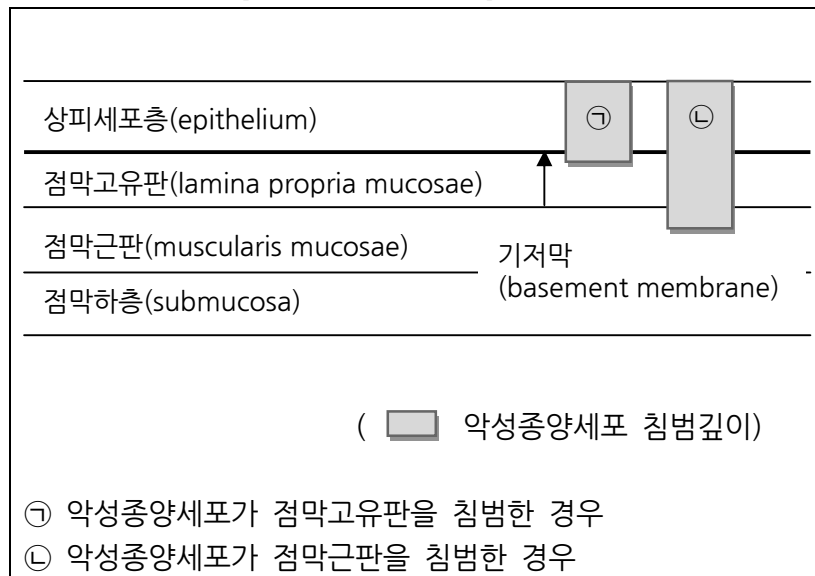 상피세포층(epithelium)
㉠
㉡
점막고유판(lamina propria mucosae)
점막근판(muscularis mucosae)
기저막
(basement membrane)
점막하층(submucosa)
( 악성종양세포 침범깊이)
㉠ 악성종양세포가 점막고유판을 침범한 경우
㉡ 악성종양세포가 점막근판을 침범한 경우